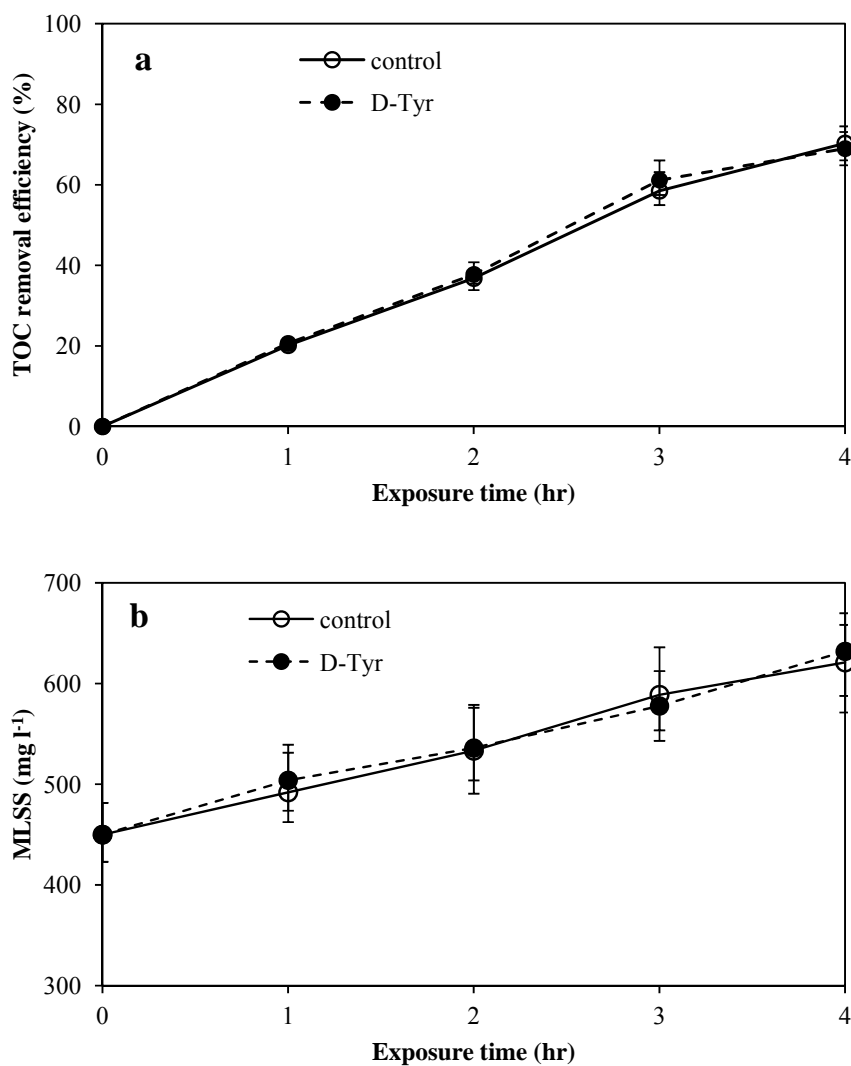 100
80
60
40
20
0
TOC removal efficiency (%)
a
control
D-Tyr
0 1 2 3 4
Exposure time (hr)
700
600
500
400
300
MLSS (mg l-1)
b
control
D-Tyr
0 1 2 3 4
Exposure time (hr)